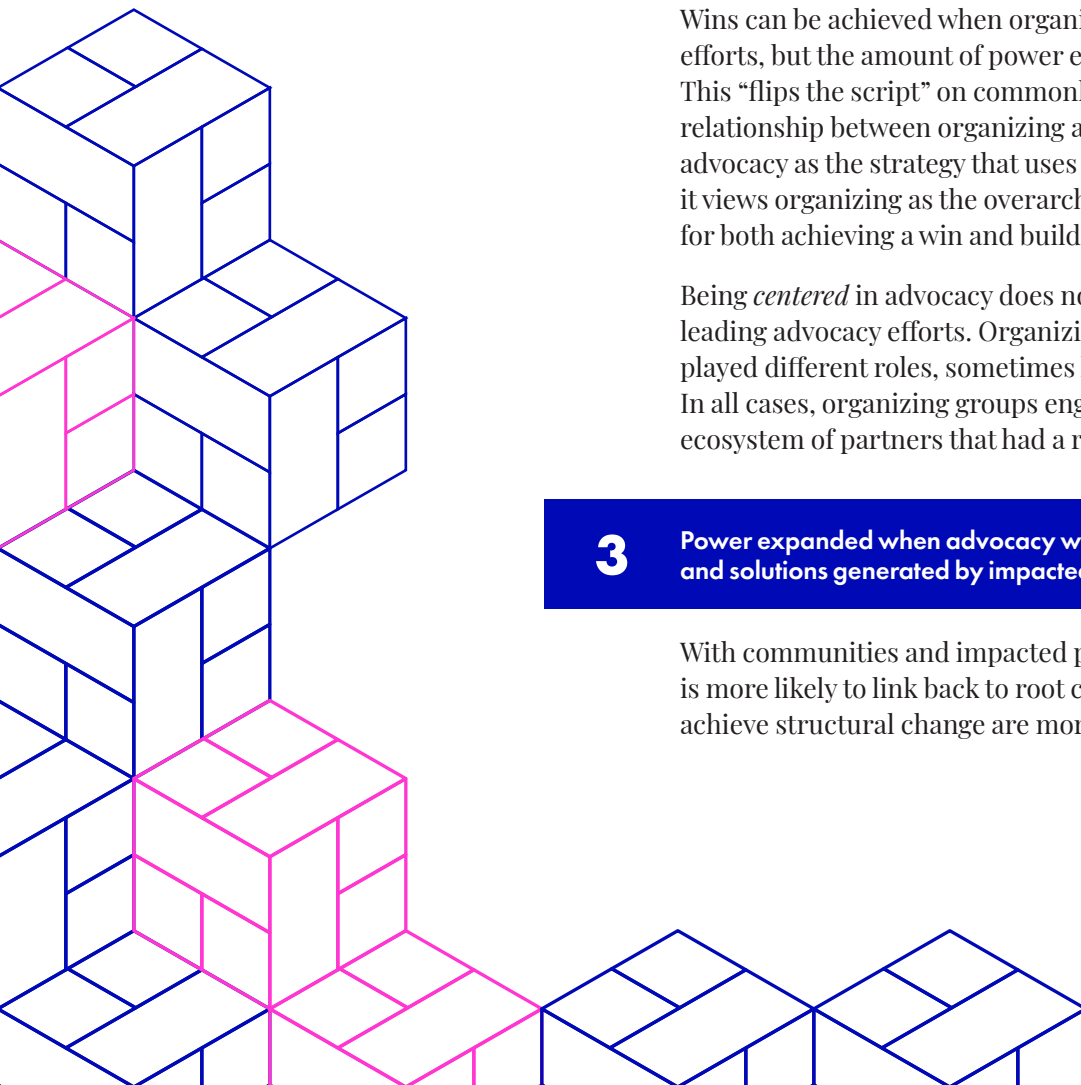 Wins can be achieved when organi
efforts, but the amount of power e
This “flips the script” on commonl
relationship between organizing a
advocacy as the strategy that uses
it views organizing as the overarch
for both achieving a win and build
Being centered in advocacy does no
leading advocacy efforts. Organizi
played different roles, sometimes
In all cases, organizing groups eng
ecosystem of partners that had a r
3
Power expanded when advocacy w
and solutions generated by impacte
With communities and impacted p
is more likely to link back to root c
achieve structural change are mor